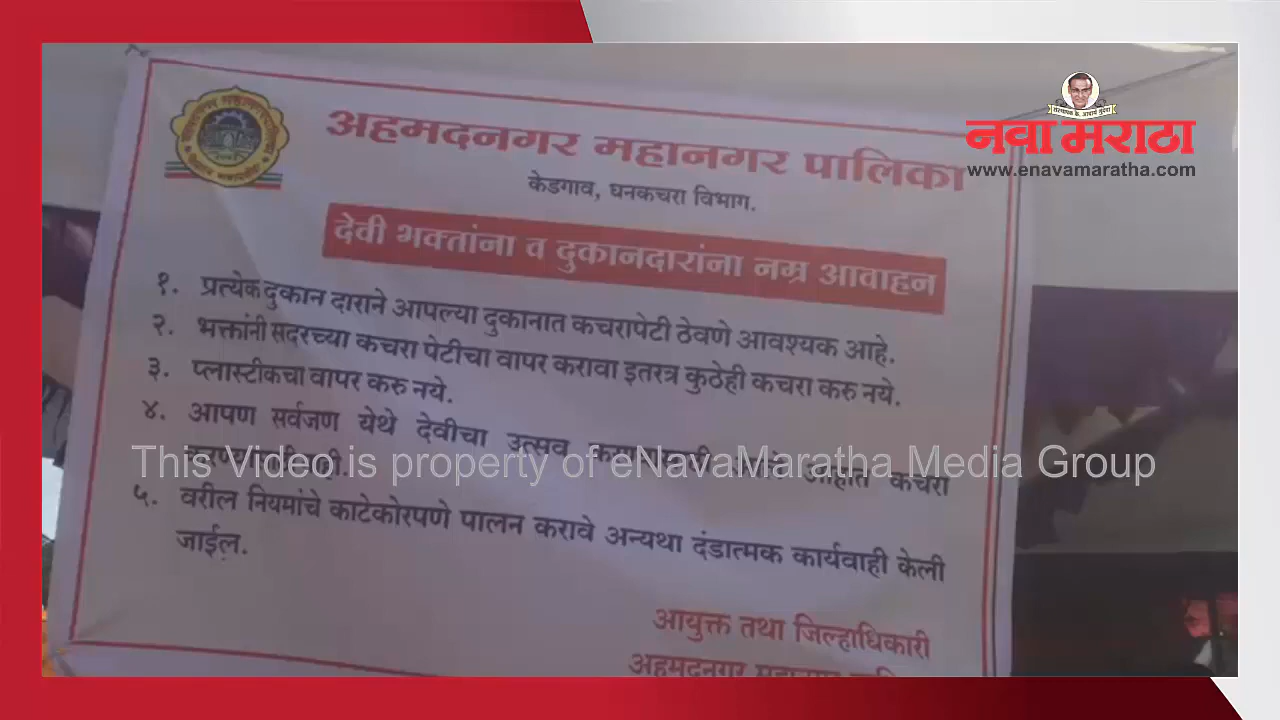 नवा मराठा
www.enavamaratha.com
अहमदनगर महानगर पालिका
केडगाव, घनकचरा विभाग.
देवी भक्तांना व दुकानदारांना नम्र आवाहन
१. प्रत्येक दुकान दाराने आपल्या दुकानात कचरापेटी ठेवणे आवश्यक आहे.
२. भक्तांनी सदरच्या कचरा पेटीचा वापर करावा इतरत्र कुठेही कचरा करु नये.
३. प्लास्टीकचा वापर करु नये.
४. आपण सर्वजण येथे देवीचा उत्सव आहात कचरा
This Video is property of eNavaMaratha Media Group
५. वरील नियमांचे काटेकोरपणे पालन करावे अन्यथा दंडात्मक कार्यवाही केली
जाईल.
आयुक्त तथा जिल्हाधिकारी
अहमदनगर